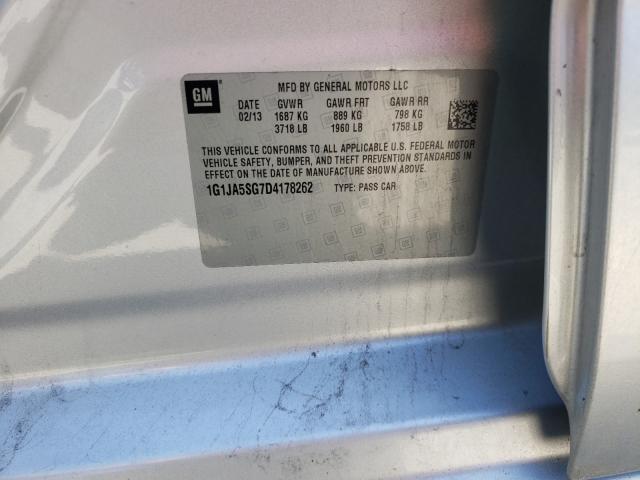 GM
MFD BY GENERAL MOTORS LLC
DATE GVWR GAWR FRT GAWR RR
02/13 1687 KG 889 KG 798 KG
3718 LB 1960 LB 1758 LB
THIS VEHICLE CONFORMS TO ALL APPLICABLE U.S. FEDERAL MOTOR
VEHICLE SAFETY, BUMPER, AND THEFT PREVENTION STANDARDS IN
EFFECT ON THE DATE OF MANUFACTURE SHOWN ABOVE.
1G1JA5SG7D4178262 TYPE: PASS CAR